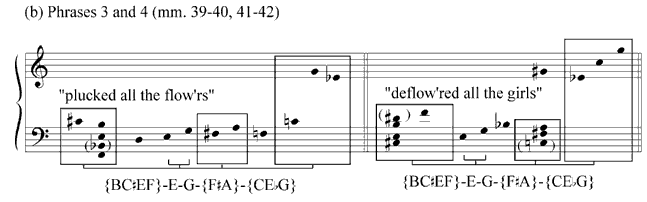 (b) Phrases 3 and 4 (mm. 39-40, 41-42)
"plucked all the flow'rs"
"deflow'red all the girls"
{BC♯EF}-E-G-{F♯A}-{CE♭G}
{BC♯EF}-E-G-{F♯A}-{CE♭G}